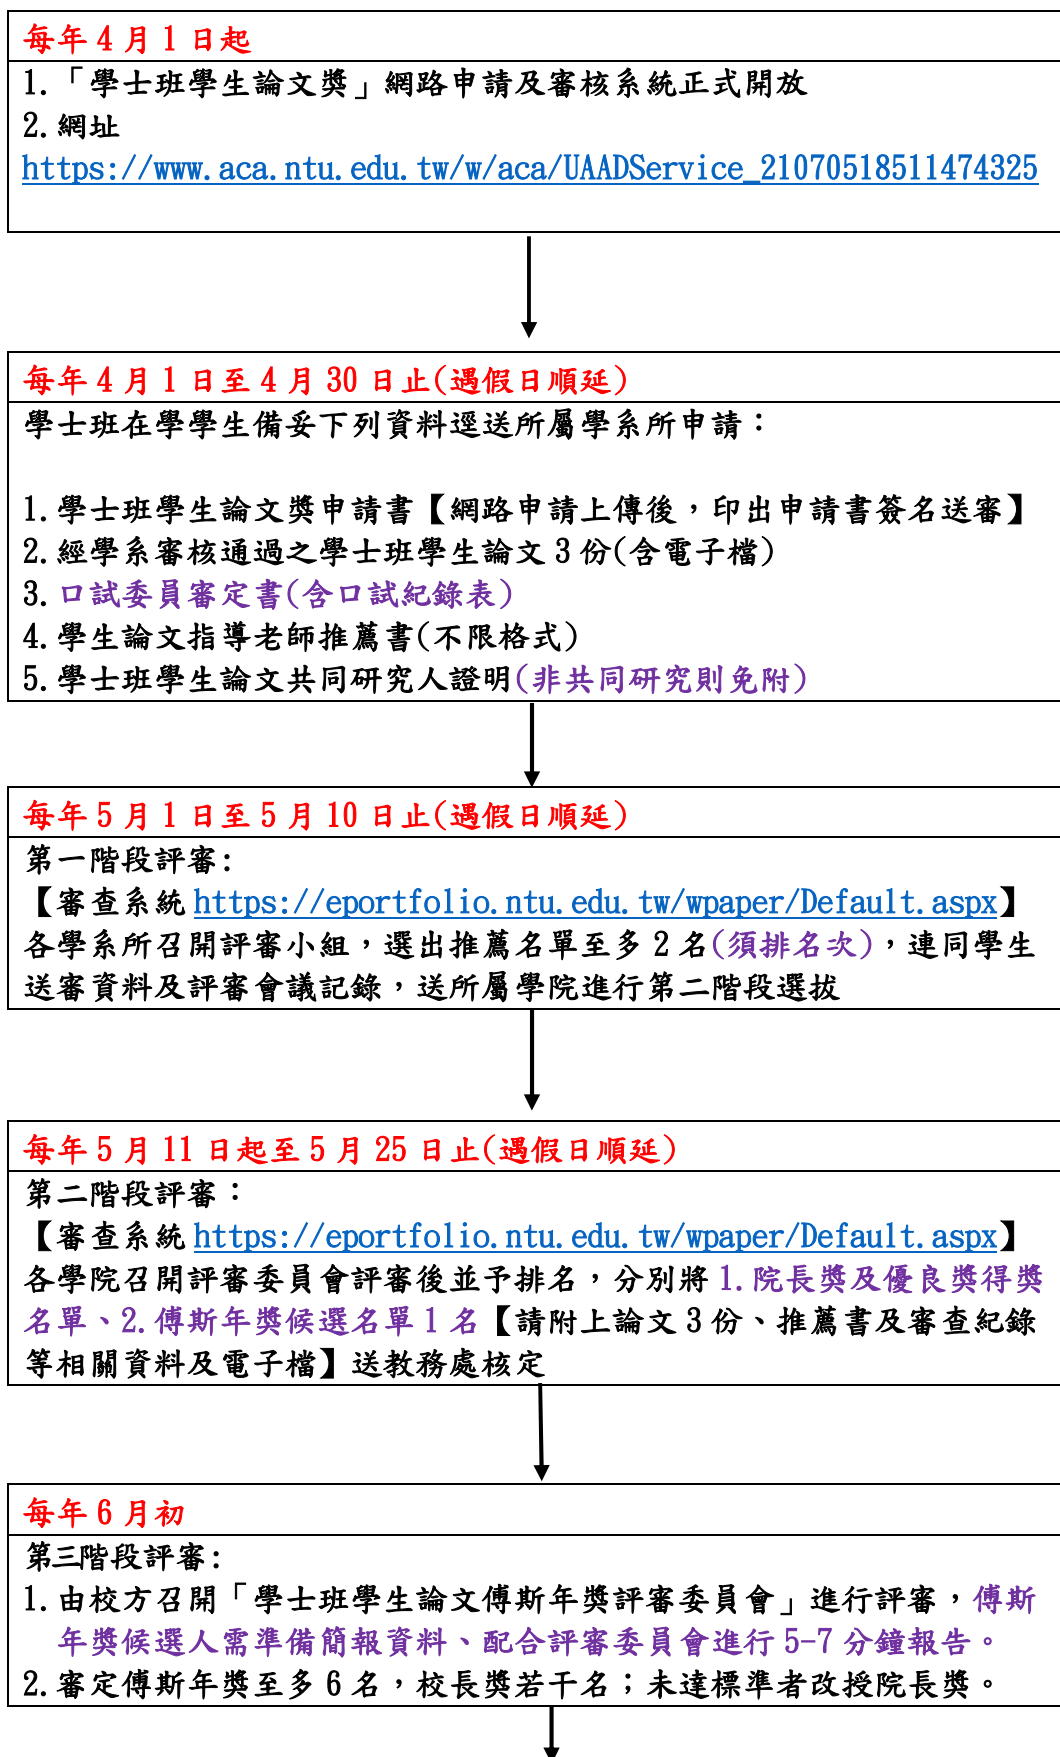 每年 4 月 1 日起
1.「學士班學生論文獎」網路申請及審核系統正式開放
2.網址
https://www.aca.ntu.edu.tw/w/aca/UAADService_21070518511474325
每年 4 月 1 日至 4 月 30 日止(遇假日順延)
學士班在學學生備妥下列資料逕送所屬學系所申請：
1.學士班學生論文獎申請書【網路申請上傳後，印出申請書簽名送審】
2.經學系審核通過之學士班學生論文 3 份(含電子檔)
3.口試委員審定書(含口試紀錄表)
4.學生論文指導老師推薦書(不限格式)
5.學士班學生論文共同研究人證明(非共同研究則免附)
每年 5 月 1 日至 5 月 10 日止(遇假日順延)
第一階段評審:
【審查系統 https://eportfolio.ntu.edu.tw/wpaper/Default.aspx】
各學系所召開評審小組，選出推薦名單至多 2 名(須排名次)，連同學生
送審資料及評審會議記錄，送所屬學院進行第二階段選拔
每年 5 月 11 日起至 5 月 25 日止(遇假日順延)
第二階段評審：
【審查系統 https://eportfolio.ntu.edu.tw/wpaper/Default.aspx】
各學院召開評審委員會評審後並予排名，分別將 1.院長獎及優良獎得獎
名單、2.傅斯年獎候選名單 1 名【請附上論文 3 份、推薦書及審查紀錄
等相關資料及電子檔】送教務處核定
每年 6 月初
第三階段評審:
1.由校方召開「學士班學生論文傅斯年獎評審委員會」進行評審，傅斯
年獎候選人需準備簡報資料、配合評審委員會進行 5-7 分鐘報告。
2.審定傅斯年獎至多 6 名，校長獎若干名；未達標準者改授院長獎。